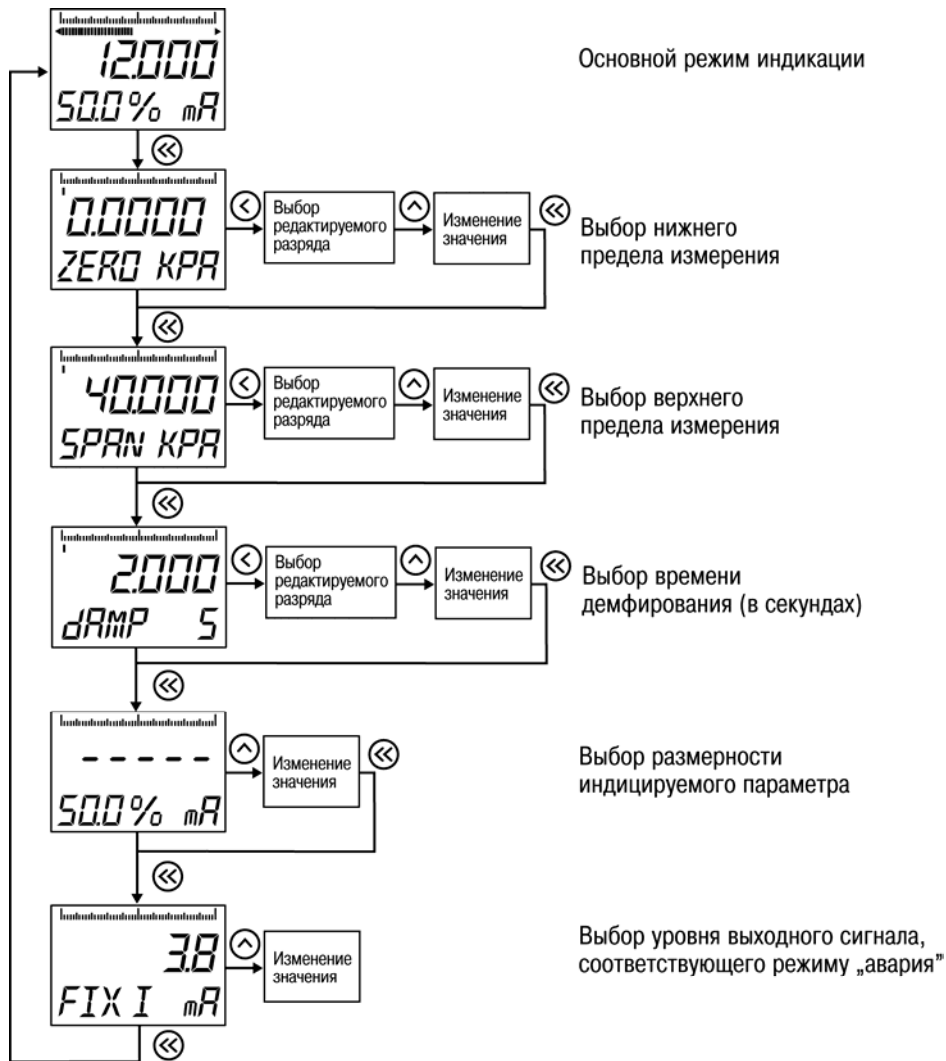 12.000
50.0% mA
Основной режим индикации
0.0000
ZERO KPA
Выбор
редактируемого
разряда
Изменение
значения
Выбор нижнего
предела измерения
40.000
SPAN KPA
Выбор
редактируемого
разряда
Изменение
значения
Выбор верхнего
предела измерения
2.000
dAMP S
Выбор
редактируемого
разряда
Изменение
значения
Выбор времени
демфирования (в секундах)
- - - - -
50.0% mA
Изменение
значения
Выбор размерности
индицируемого параметра
3.8
FIX I mA
Изменение
значения
Выбор уровня выходного сигнала,
соответствующего режиму „авария”